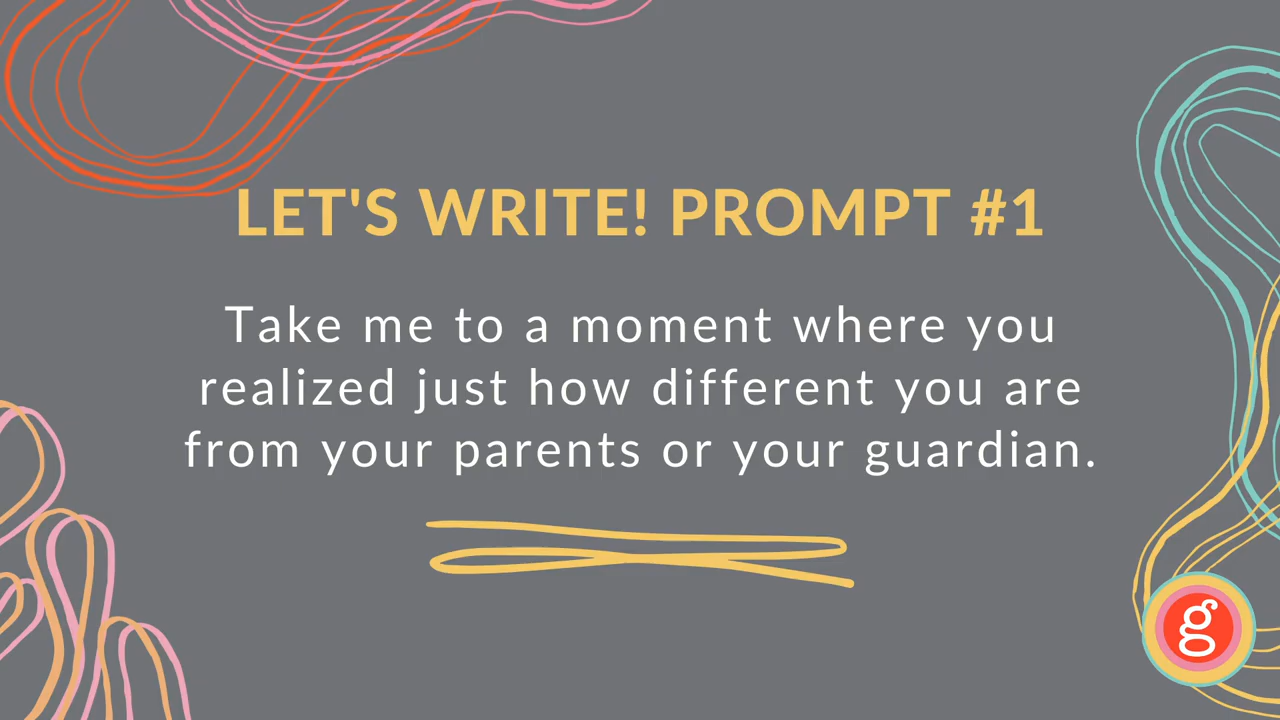 LET'S WRITE! PROMPT #1
Take me to a moment where you
realized just how different you are
from your parents or your guardian.
g